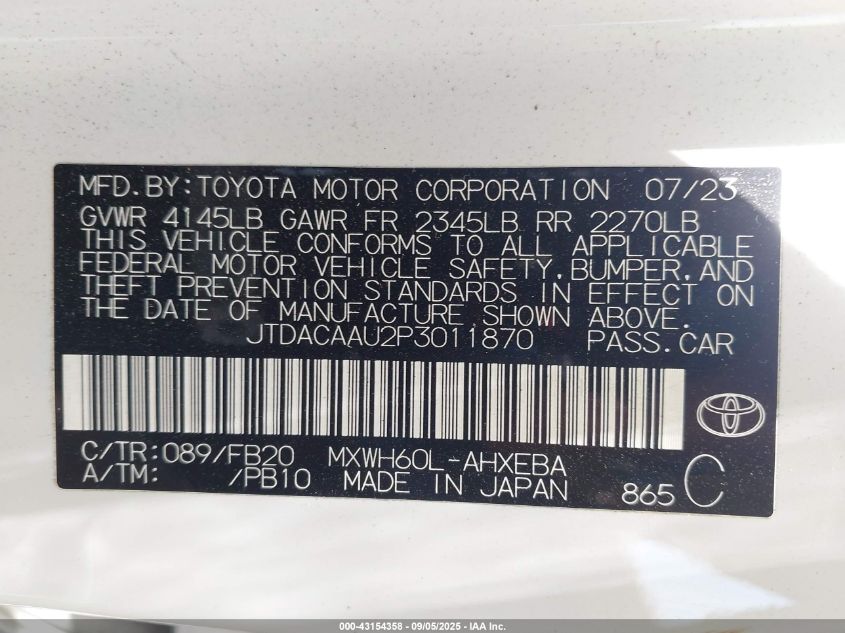 MFD.BY:TOYOTA MOTOR CORPORATION 07/23
GVWR 4145LB GAWR FR 2345LB RR 2270LB
THIS VEHICLE CONFORMS TO ALL APPLICABLE
FEDERAL MOTOR VEHICLE SAFETY,BUMPER,AND
THEFT PREVENTION STANDARDS IN EFFECT ON
THE DATE OF MANUFACTURE SHOWN ABOVE.
JTDACAAU2P3011870 PASS.CAR
C/TR:089/FB20 MXWH60L-AHXEBA
A/TM: /PB10 MADE IN JAPAN 865 C
000-43154358 - 09/05/2025 - IAA Inc.